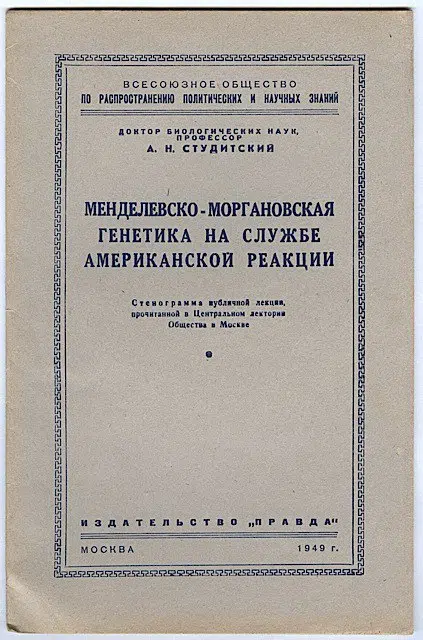 ВСЕСОЮЗНОЕ ОБЩЕСТВО
ПО РАСПРОСТРАНЕНИЮ ПОЛИТИЧЕСКИХ И НАУЧНЫХ ЗНАНИЙ
ДОКТОР БИОЛОГИЧЕСКИХ НАУК,
ПРОФЕССОР
А. Н. СТУДИТСКИЙ
МЕНДЕЛЕВСКО-МОРГАНОВСКАЯ
ГЕНЕТИКА НА СЛУЖБЕ
АМЕРИКАНСКОЙ РЕАКЦИИ
Стенограмма публичной лекции,
прочитанной в Центральном лектории
Общества в Москве
ИЗДАТЕЛЬСТВО „ПРАВДА“
МОСКВА 1949 г.